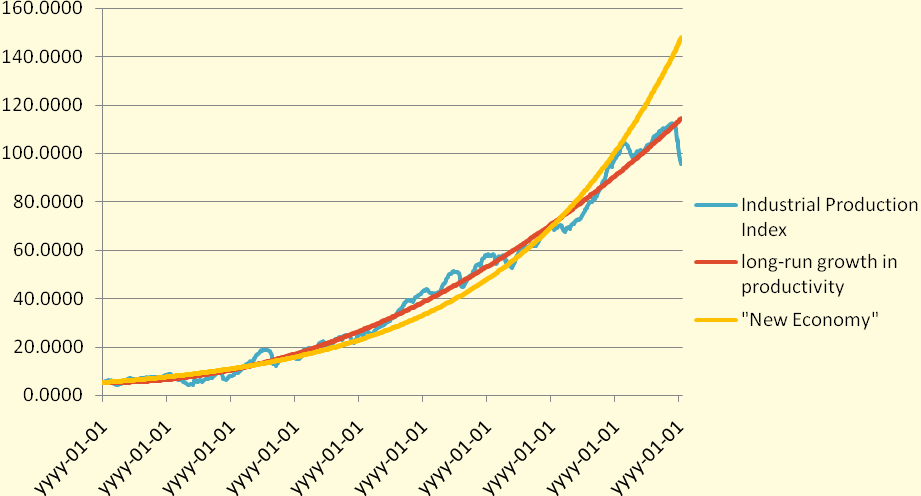 160.0000
140.0000
120.0000
100.0000
80.0000
60.0000
40.0000
20.0000
0.0000
yyyy-01-01
yyyy-01-01
yyyy-01-01
yyyy-01-01
yyyy-01-01
yyyy-01-01
yyyy-01-01
yyyy-01-01
yyyy-01-01
yyyy-01-01
Industrial Production
Index
long-run growth in
productivity
"New Economy"